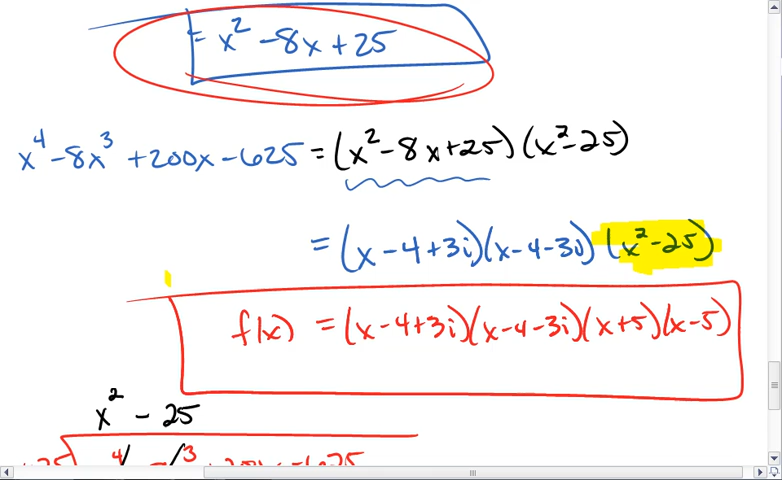 = x² - 8x + 25
x⁴ - 8x³ + 200x - 625 = (x² - 8x + 25)(x² - 25)
= (x - 4 + 3i)(x - 4 - 3i)(x² - 25)
f(x) = (x - 4 + 3i)(x - 4 - 3i)(x + 5)(x - 5)
x² - 25